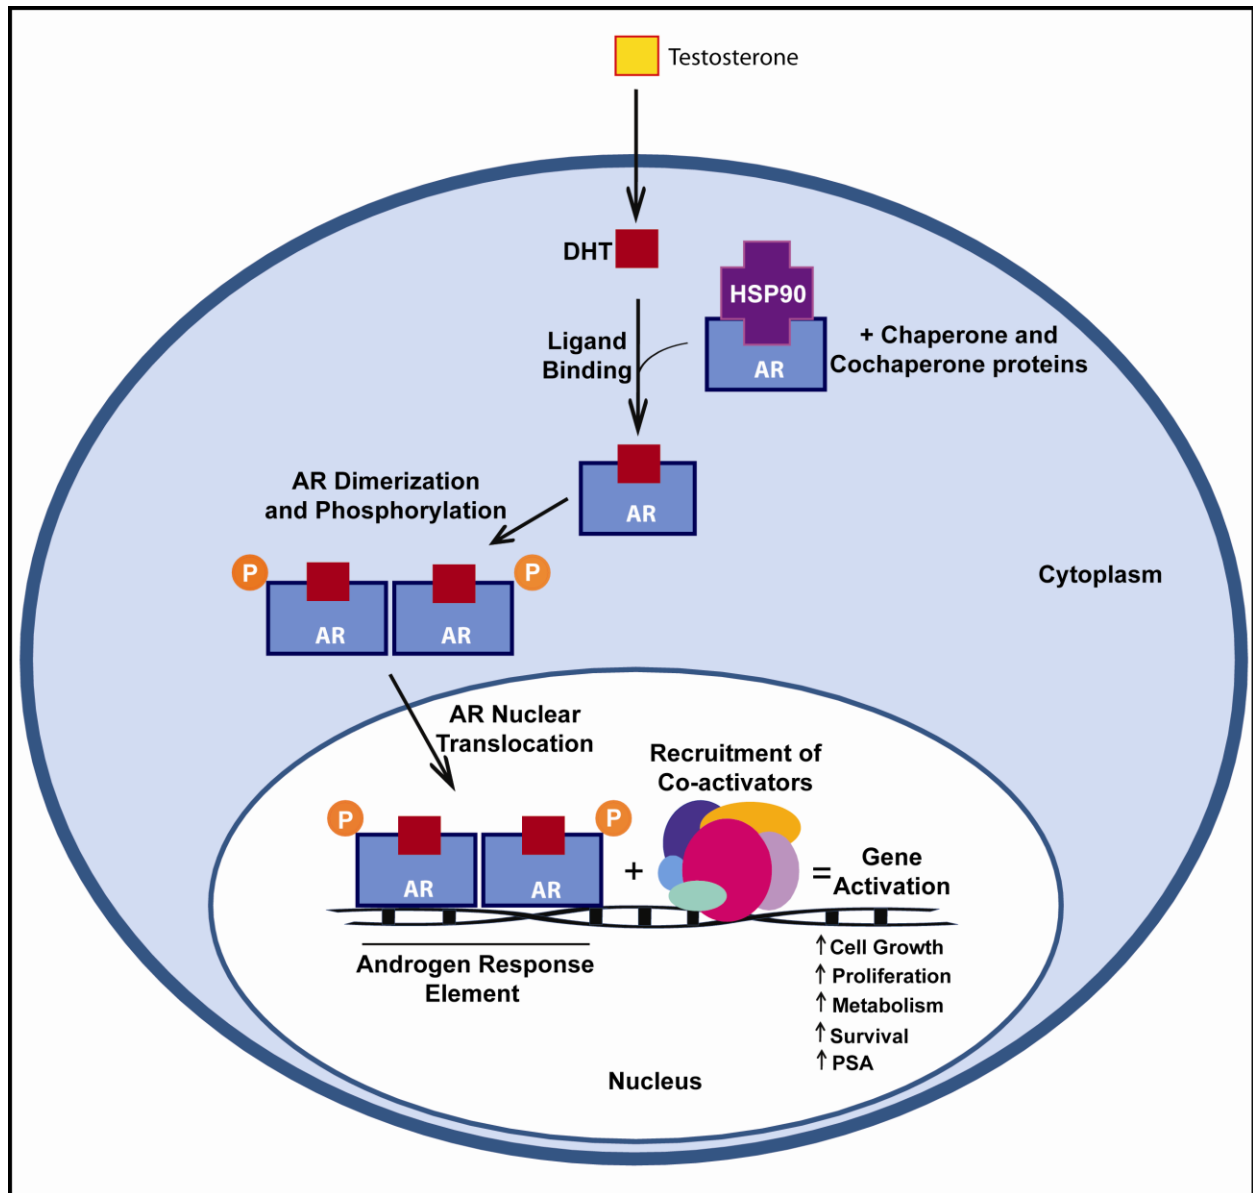 Testosterone
DHT
HSP90
AR
+ Chaperone and
Cochaperone proteins
Ligand
Binding
AR
AR Dimerization
and Phosphorylation
P
P
AR
AR
Cytoplasm
AR Nuclear
Translocation
Recruitment of
Co-activators
P
P
AR
AR
+
=
Gene
Activation
Androgen Response
Element
↑ Cell Growth
↑ Proliferation
↑ Metabolism
↑ Survival
↑ PSA
Nucleus